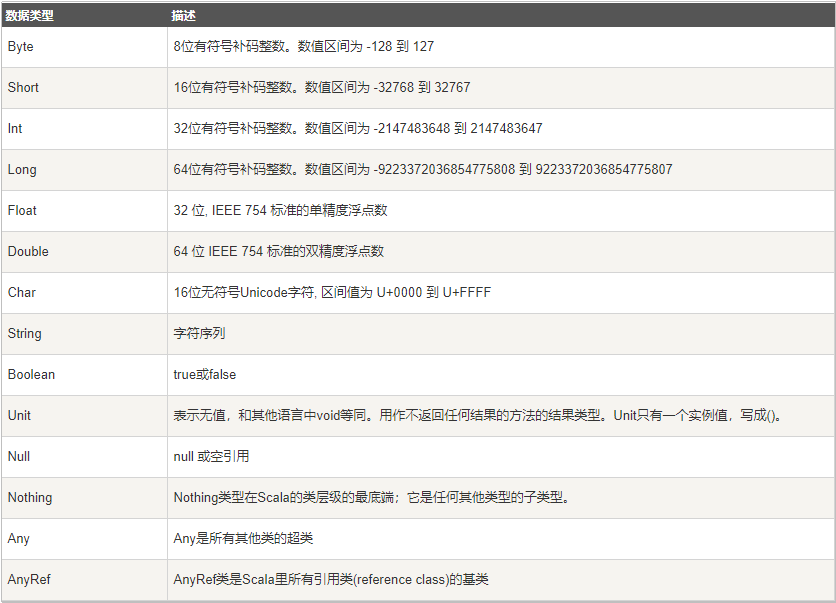 数据类型 描述
Byte 8位有符号补码整数。数值区间为 -128 到 127
Short 16位有符号补码整数。数值区间为 -32768 到 32767
Int 32位有符号补码整数。数值区间为 -2147483648 到 2147483647
Long 64位有符号补码整数。数值区间为 -9223372036854775808 到 9223372036854775807
Float 32 位, IEEE 754 标准的单精度浮点数
Double 64 位 IEEE 754 标准的双精度浮点数
Char 16位无符号Unicode字符, 区间值为 U+0000 到 U+FFFF
String 字符序列
Boolean true或false
Unit 表示无值，和其他语言中void等同。用作不返回任何结果的方法的结果类型。Unit只有一个实例值，写成()。
Null null 或空引用
Nothing Nothing类型在Scala的类层级的最底端；它是任何其他类型的子类型。
Any Any是所有其他类的超类
AnyRef AnyRef类是Scala里所有引用类(reference class)的基类